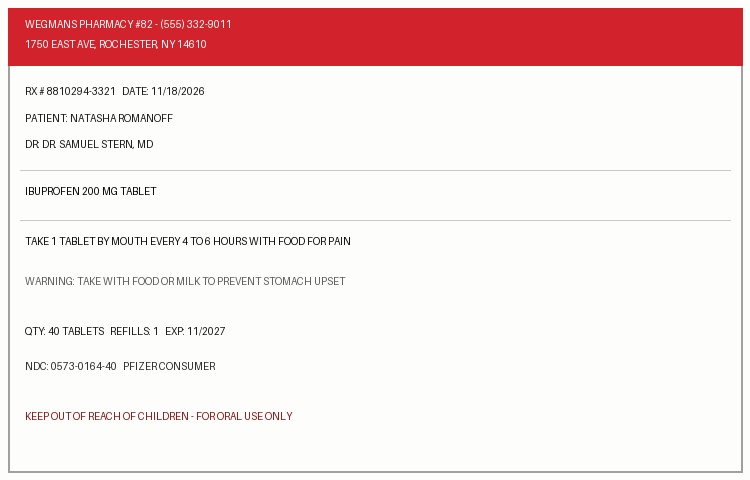 WEGMANS PHARMACY #82 - (555) 332-9011
1750 EAST AVE, ROCHESTER, NY 14610
RX # 8810294-3321 DATE: 11/18/2026
PATIENT: NATASHA ROMANOFF
DR: DR. SAMUEL STERN, MD
IBUPROFEN 200 MG TABLET
TAKE 1 TABLET BY MOUTH EVERY 4 TO 6 HOURS WITH FOOD FOR PAIN
WARNING: TAKE WITH FOOD OR MILK TO PREVENT STOMACH UPSET
QTY: 40 TABLETS REFILLS: 1 EXP: 11/2027
NDC: 0573-0164-40 PFIZER CONSUMER
KEEP OUT OF REACH OF CHILDREN - FOR ORAL USE ONLY